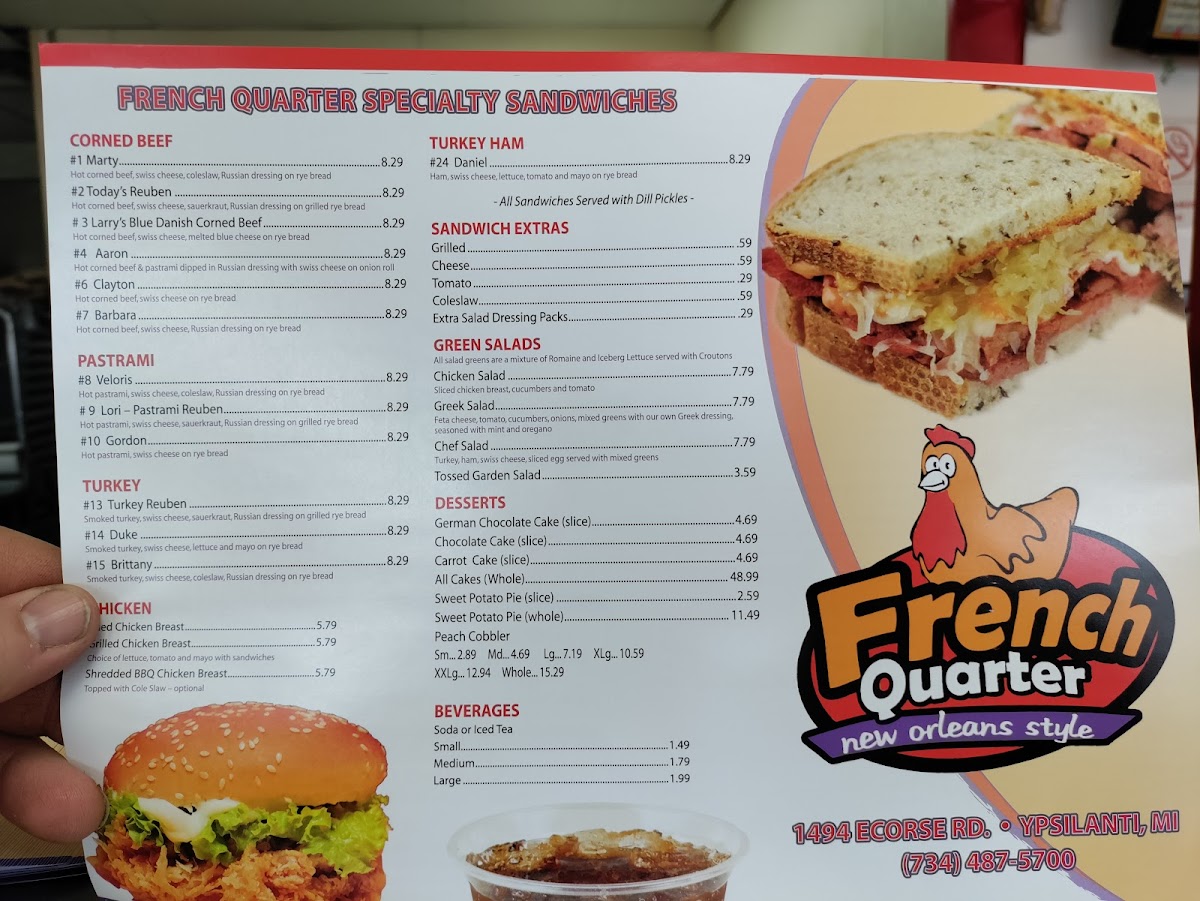 FRENCH QUARTER SPECIALTY SANDWICHES
CORNED BEEF
#1 Marty 8.29
Hot corned beef, swiss cheese, coleslaw, Russian dressing on rye bread
#2 Today's Reuben 8.29
Hot corned beef, swiss cheese, sauerkraut, Russian dressing on grilled rye bread
# 3 Larry's Blue Danish Corned Beef 8.29
Hot corned beef, swiss cheese, melted blue cheese on rye bread
#4 Aaron 8.29
Hot corned beef & pastrami dipped in Russian dressing with swiss cheese on onion roll
#6 Clayton 8.29
Hot corned beef, swiss cheese on rye bread
#7 Barbara 8.29
Hot corned beef, swiss cheese, Russian dressing on rye bread
PASTRAMI
#8 Veloris 8.29
Hot pastrami, swiss cheese, coleslaw, Russian dressing on rye bread
# 9 Lori – Pastrami Reuben 8.29
Hot pastrami, swiss cheese, sauerkraut, Russian dressing on grilled rye bread
#10 Gordon 8.29
Hot pastrami, swiss cheese on rye bread
TURKEY
#13 Turkey Reuben 8.29
Smoked turkey, swiss cheese, sauerkraut, Russian dressing on grilled rye bread
#14 Duke 8.29
Smoked turkey, swiss cheese, lettuce and mayo on rye bread
#15 Brittany 8.29
Smoked turkey, swiss cheese, coleslaw, Russian dressing on rye bread
HICKEN
Chicken Breast 5.79
rilled Chicken Breast 5.79
Choice of lettuce, tomato and mayo with sandwiches
Shredded BBQ Chicken Breast 5.79
Topped with Cole Slaw – optional
TURKEY HAM
#24 Daniel 8.29
Ham, swiss cheese, lettuce, tomato and mayo on rye bread
- All Sandwiches Served with Dill Pickles -
SANDWICH EXTRAS
Grilled .59
Cheese .59
Tomato .29
Coleslaw .59
Extra Salad Dressing Packs .29
GREEN SALADS
All salad greens are a mixture of Romaine and Iceberg Lettuce served with Croutons
Chicken Salad 7.79
Sliced chicken breast, cucumbers and tomato
Greek Salad 7.79
Feta cheese, tomato, cucumbers, onions, mixed greens with our own Greek dressing,
seasoned with mint and oregano
Chef Salad 7.79
Turkey, ham, swiss cheese, sliced egg served with mixed greens
Tossed Garden Salad 3.59
DESSERTS
German Chocolate Cake (slice) 4.69
Chocolate Cake (slice) 4.69
Carrot Cake (slice) 4.69
All Cakes (Whole) 48.99
Sweet Potato Pie (slice) 2.59
Sweet Potato Pie (whole) 11.49
Peach Cobbler
Sm... 2.89 Md... 4.69 Lg... 7.19 XLg... 10.59
XXLg... 12.94 Whole... 15.29
BEVERAGES
Soda or Iced Tea
Small 1.49
Medium 1.79
Large 1.99
French
Quarter
new orleans style
1494 ECORSE RD. • YPSILANTI, MI
(734) 487-5700